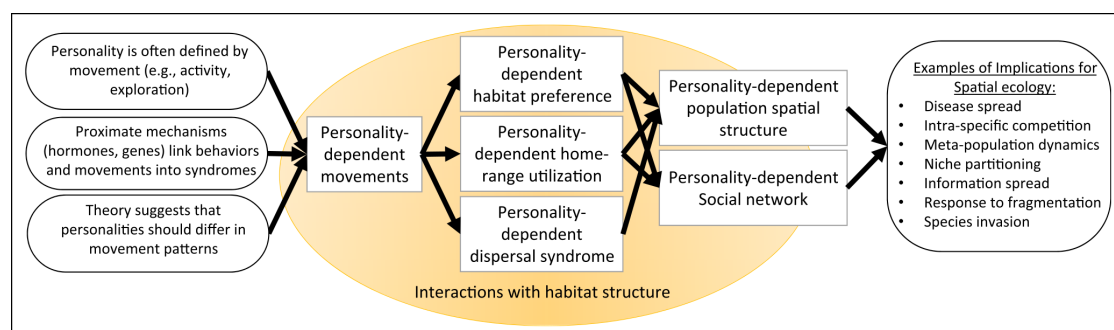 Personality is often defined by
movement (e.g., activity,
exploration)
Proximate mechanisms
(hormones, genes) link behaviors
and movements into syndromes
Theory suggests that
personalities should differ in
movement patterns
Personality-
dependent
movements
Personality-
dependent
habitat preference
Personality-
dependent home-
range utilization
Personality-
dependent
dispersal syndrome
Interactions with habitat structure
Personality-dependent
population spatial
structure
Personality-dependent
Social network
Examples of Implications for
Spatial ecology:
• Disease spread
• Intra-specific competition
• Meta-population dynamics
• Niche partitioning
• Information spread
• Response to fragmentation
• Species invasion